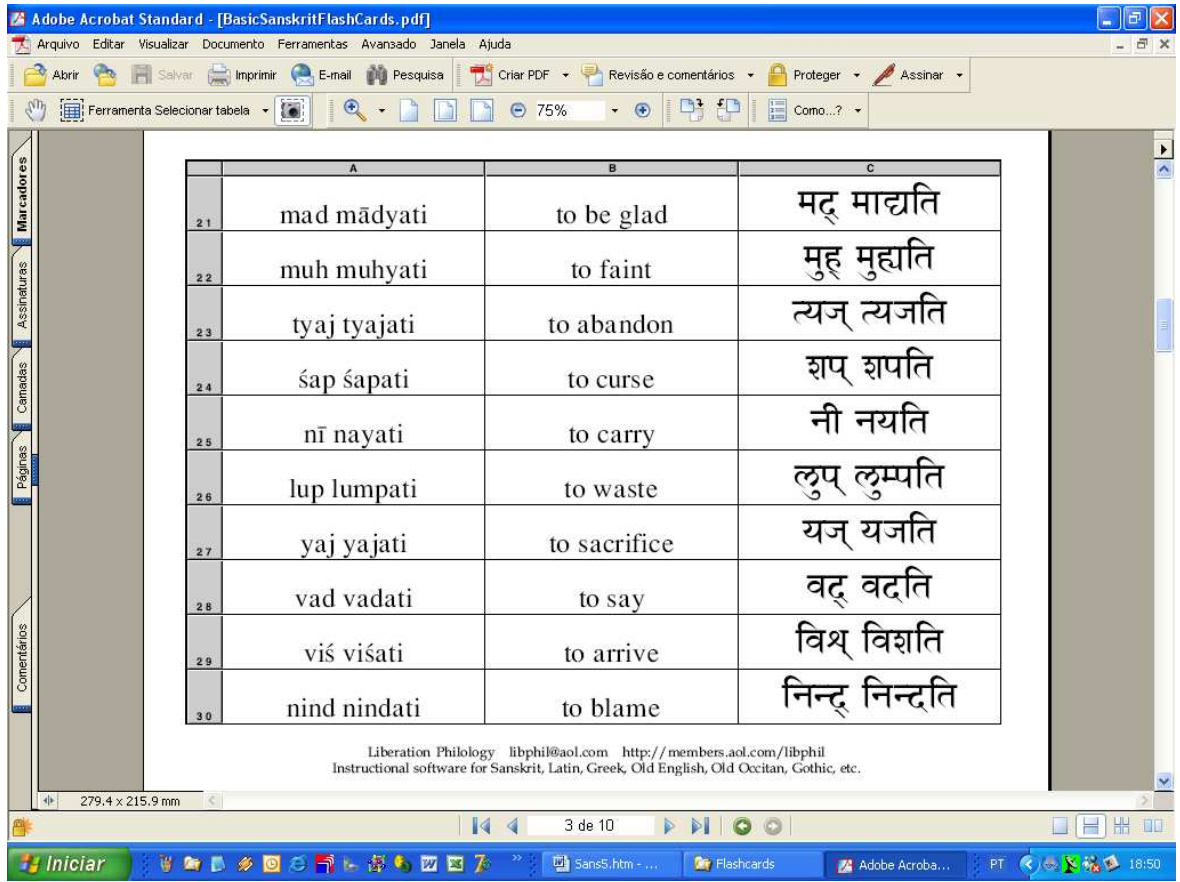 Adobe Acrobat Standard - [BasicSanskritFlashCards.pdf]
Arquivo Editar Visualizar Documento Ferramentas Avansado Janela Ajuda
Abrir Salvar Imprimir E-mail Pesquisa Criar PDF Revisão e comentários Proteger Assinar
Ferramenta Selecionar tabela 75% Como...?
Marcadores
Assinaturas
Camadas
Páginas
Comentários
A B C
21 mad mādyati to be glad मद् माद्यति
22 muh muhyati to faint मुह् मुह्यति
23 tyaj tyajati to abandon त्यज् त्यजति
24 śap śapati to curse शप् शपति
25 nī nayati to carry नी नयति
26 lup lumpati to waste लुप् लुम्पति
27 yaj yajati to sacrifice यज् यजति
28 vad vadati to say वद् वदति
29 viś viśati to arrive विश् विशति
30 nind nindati to blame निन्द् निन्दति
Liberation Philology libphil@aol.com http://members.aol.com/libphil
Instructional software for Sanskrit, Latin, Greek, Old English, Old Occitan, Gothic, etc.
279.4 x 215.9 mm
3 de 10
Iniciar Sans5.htm - ... Flashcards Adobe Acroba... PT 18:50